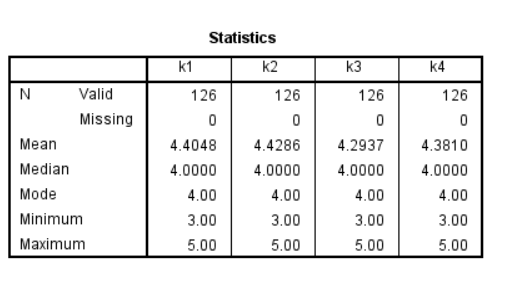 Statistics
k1 k2 k3 k4
N Valid 126 126 126 126
Missing 0 0 0 0
Mean 4.4048 4.4286 4.2937 4.3810
Median 4.0000 4.0000 4.0000 4.0000
Mode 4.00 4.00 4.00 4.00
Minimum 3.00 3.00 3.00 3.00
Maximum 5.00 5.00 5.00 5.00